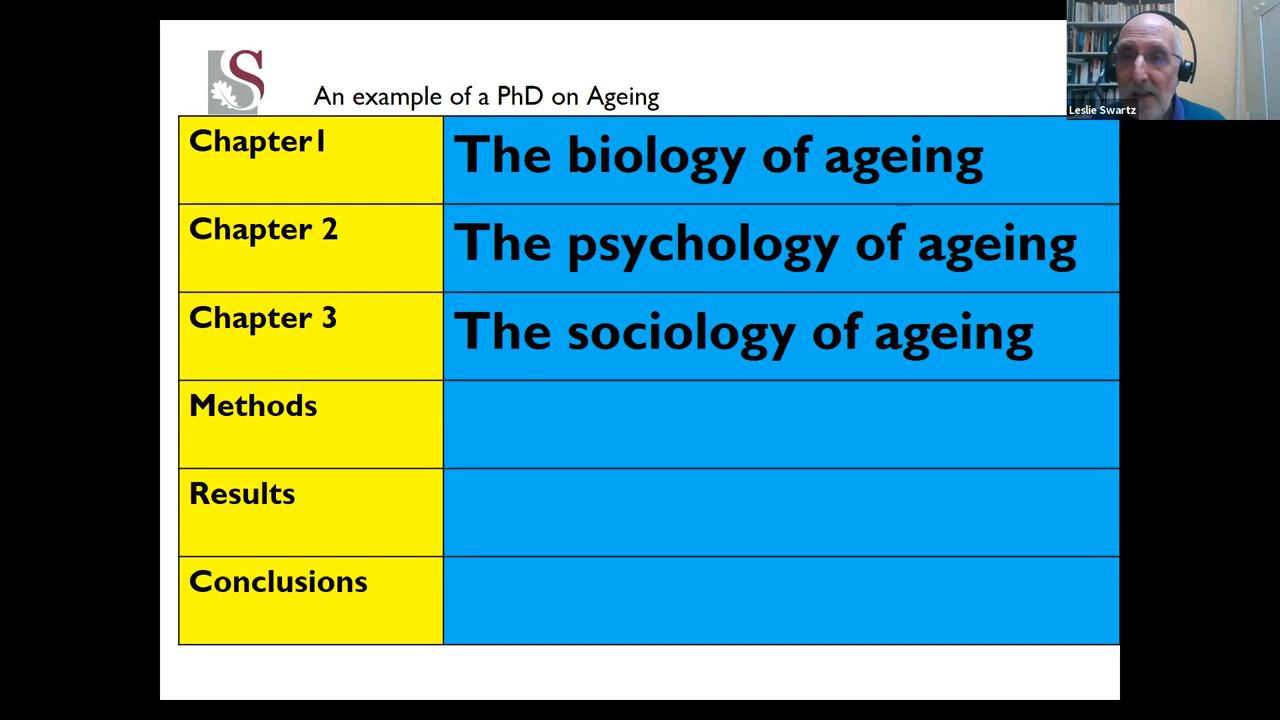 An example of a PhD on Ageing
Leslie Swartz
Chapter1
The biology of ageing
Chapter 2
The psychology of ageing
Chapter 3
The sociology of ageing
Methods
Results
Conclusions